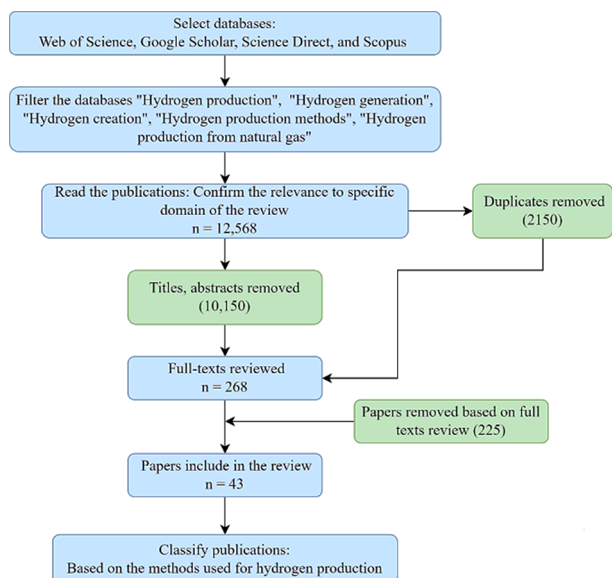 Select databases:
Web of Science, Google Scholar, Science Direct, and Scopus
Filter the databases "Hydrogen production", "Hydrogen generation",
"Hydrogen creation", "Hydrogen production methods", "Hydrogen
production from natural gas"
Read the publications: Confirm the relevance to specific
domain of the review
n = 12,568
Duplicates removed
(2150)
Titles, abstracts removed
(10,150)
Full-texts reviewed
n = 268
Papers removed based on full
texts review (225)
Papers include in the review
n = 43
Classify publications:
Based on the methods used for hydrogen production